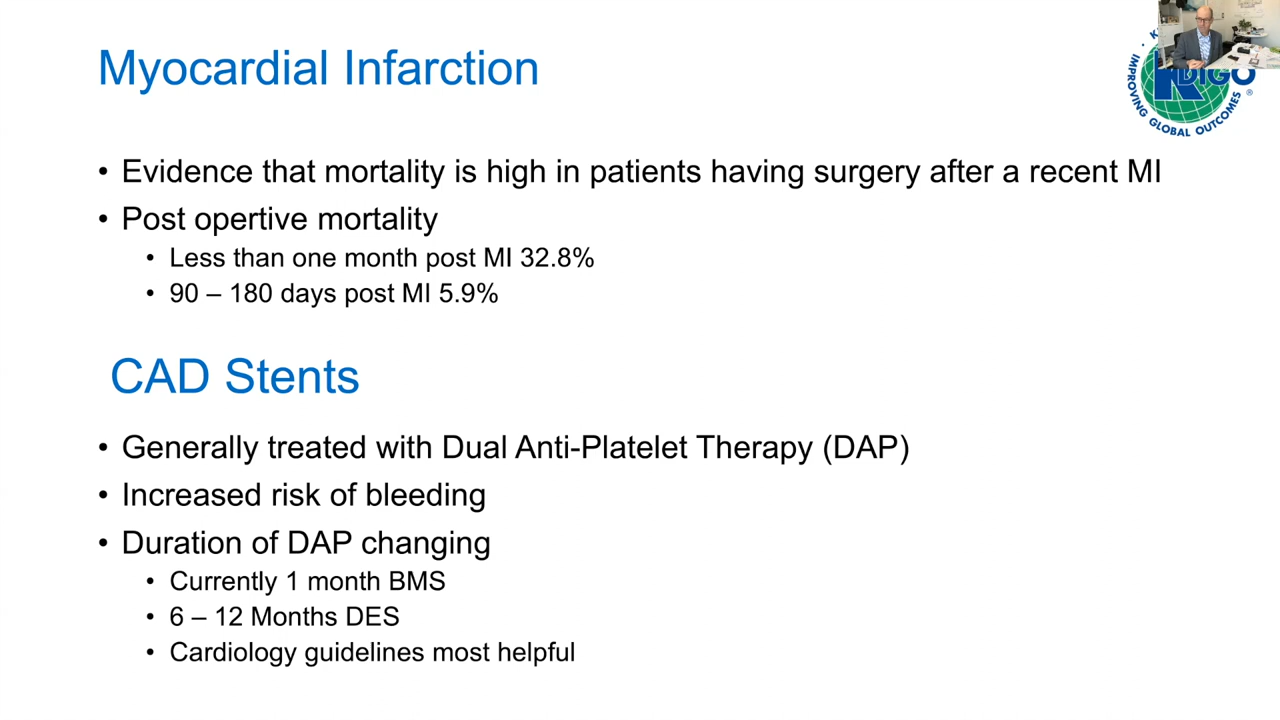 Myocardial Infarction
• Evidence that mortality is high in patients having surgery after a recent MI
• Post opertive mortality
• Less than one month post MI 32.8%
• 90 – 180 days post MI 5.9%
CAD Stents
• Generally treated with Dual Anti-Platelet Therapy (DAP)
• Increased risk of bleeding
• Duration of DAP changing
• Currently 1 month BMS
• 6 – 12 Months DES
• Cardiology guidelines most helpful
KDIGO
IMPROVING GLOBAL OUTCOMES
®